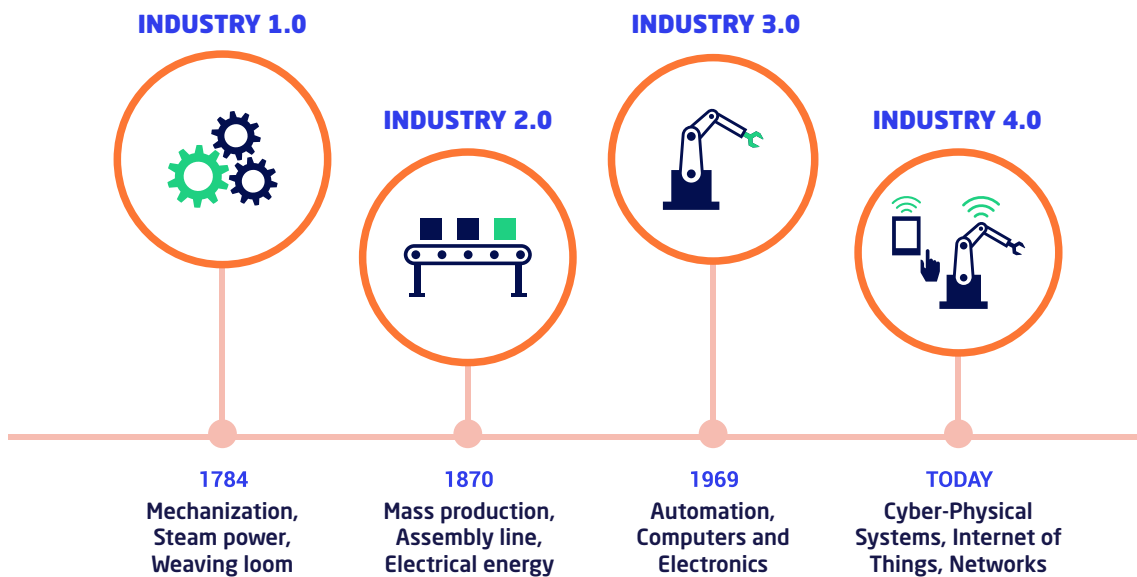 INDUSTRY 1.0
1784
Mechanization,
Steam power,
Weaving loom
INDUSTRY 2.0
1870
Mass production,
Assembly line,
Electrical energy
INDUSTRY 3.0
1969
Automation,
Computers and
Electronics
INDUSTRY 4.0
TODAY
Cyber-Physical
Systems, Internet of
Things, Networks